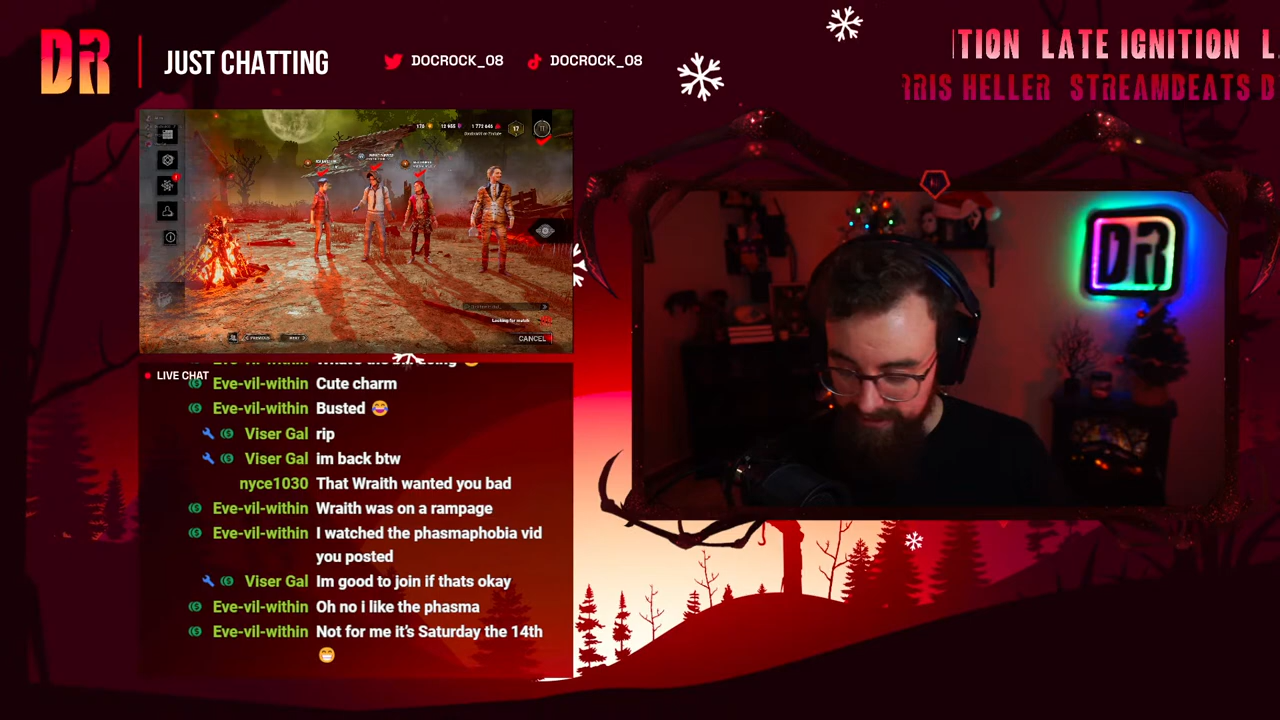 DR
JUST CHATTING
DOCROCK_08
DOCROCK_08
TION LATE IGNITION L
RIS HELLER STREAMBEATS D
17
CANCEL
Looking for match
DR
LIVE CHAT
Eve-vil-within Cute charm
Eve-vil-within Busted 😂
Viser Gal rip
Viser Gal im back btw
nyce1030 That Wraith wanted you bad
Eve-vil-within Wraith was on a rampage
Eve-vil-within I watched the phasmaphobia vid
you posted
Viser Gal Im good to join if thats okay
Eve-vil-within Oh no i like the phasma
Eve-vil-within Not for me it's Saturday the 14th
😁